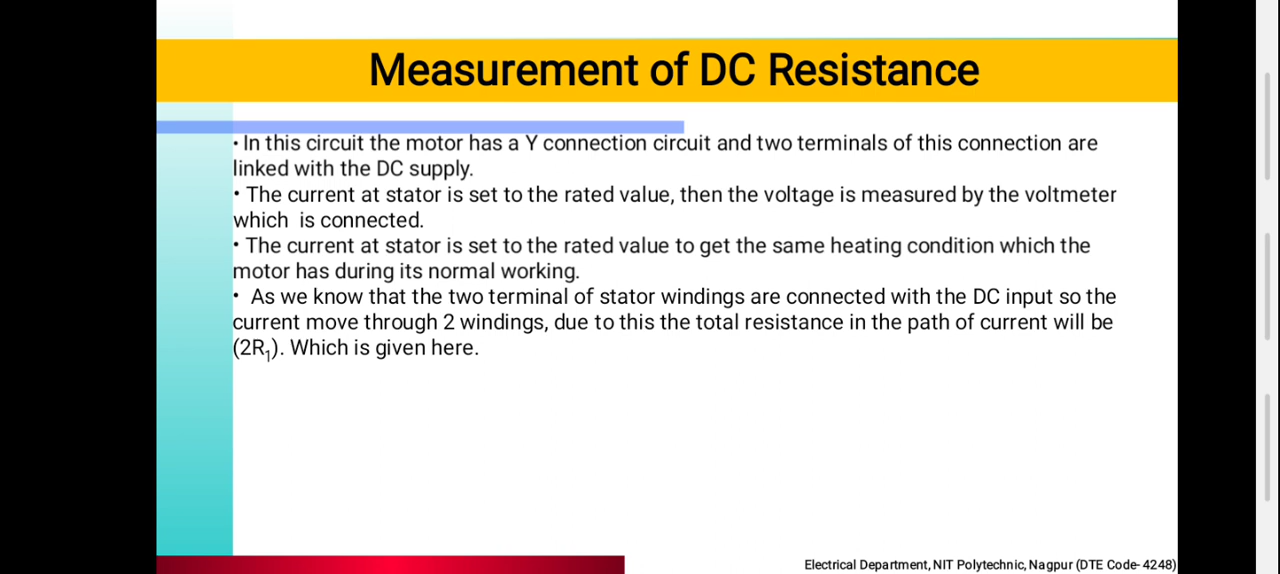 Measurement of DC Resistance
• In this circuit the motor has a Y connection circuit and two terminals of this connection are
linked with the DC supply.
• The current at stator is set to the rated value, then the voltage is measured by the voltmeter
which  is connected.
• The current at stator is set to the rated value to get the same heating condition which the
motor has during its normal working.
•  As we know that the two terminal of stator windings are connected with the DC input so the
current move through 2 windings, due to this the total resistance in the path of current will be
(2R₁). Which is given here.
Electrical Department, NIT Polytechnic, Nagpur (DTE Code- 4248)